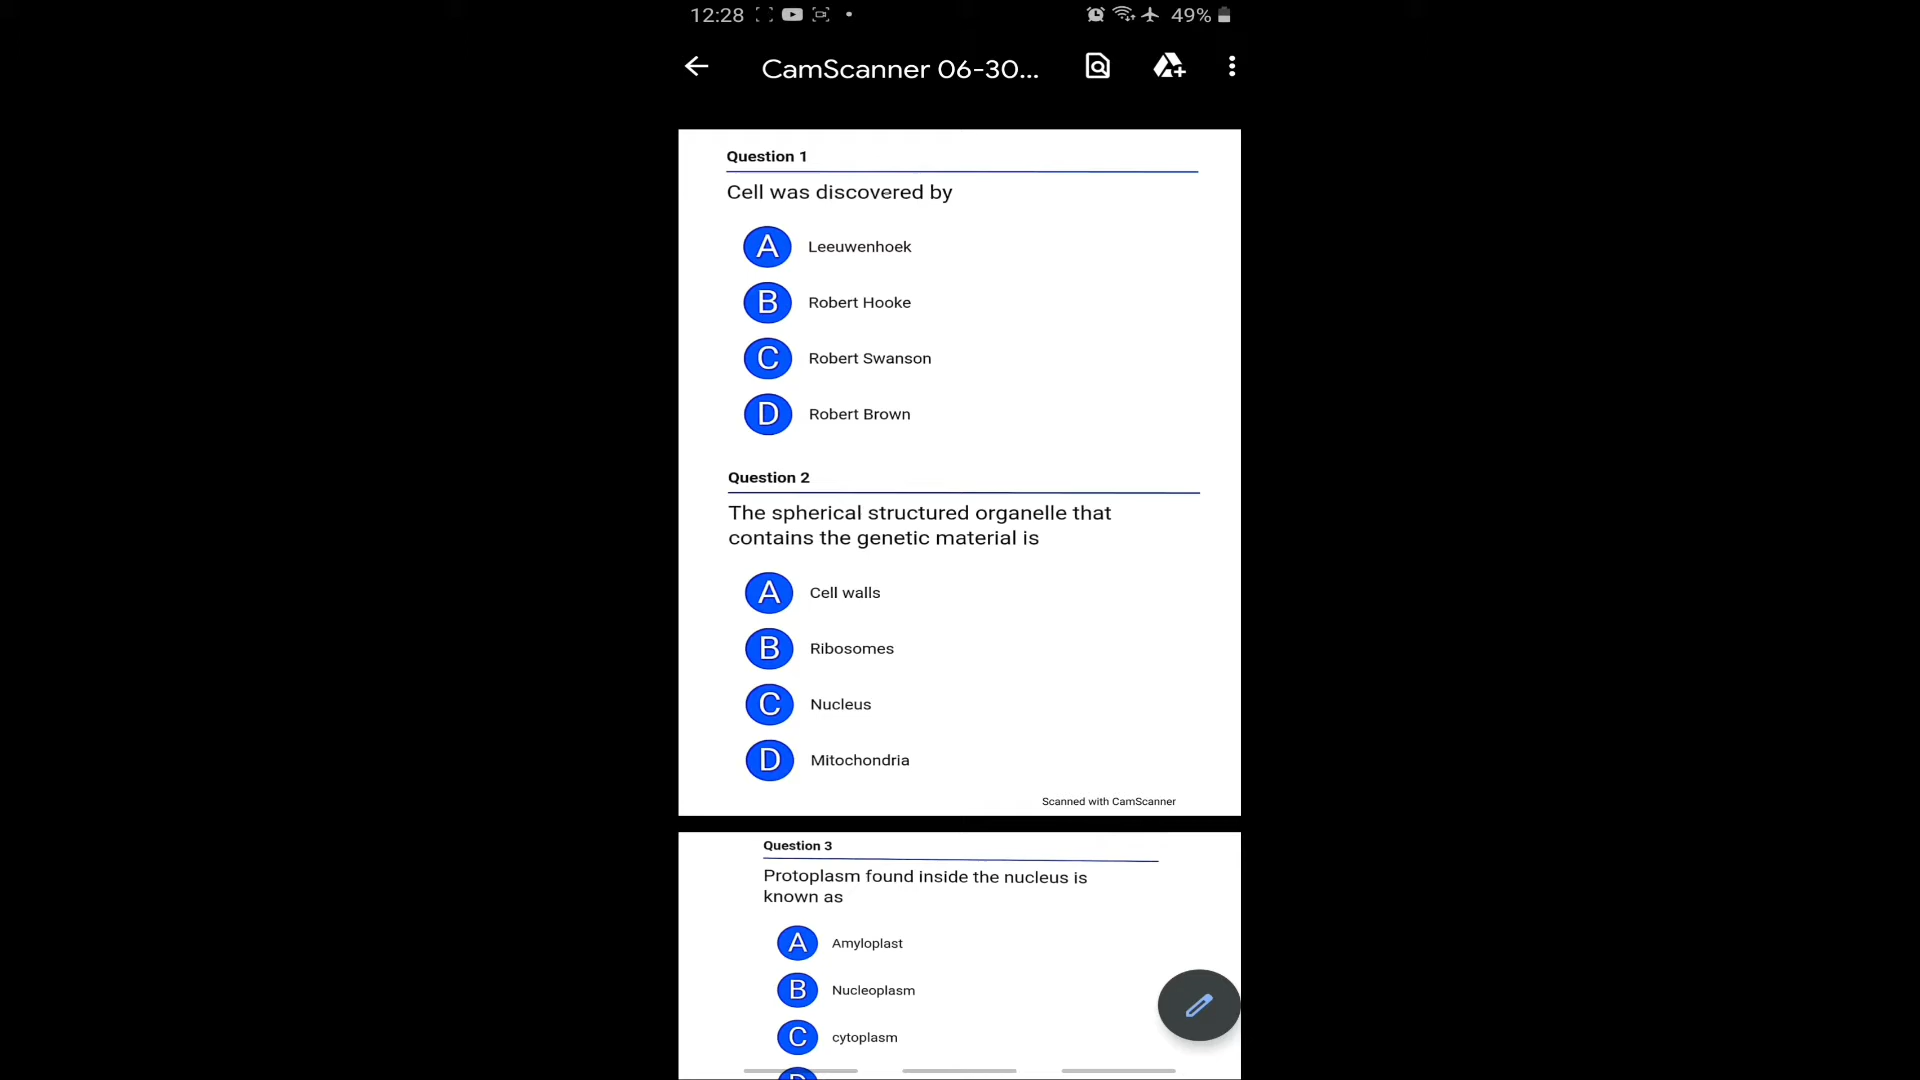 12:28
49%
CamScanner 06-30...
Question 1
Cell was discovered by
A Leeuwenhoek
B Robert Hooke
C Robert Swanson
D Robert Brown
Question 2
The spherical structured organelle that
contains the genetic material is
A Cell walls
B Ribosomes
C Nucleus
D Mitochondria
Scanned with CamScanner
Question 3
Protoplasm found inside the nucleus is
known as
A Amyloplast
B Nucleoplasm
C cytoplasm
D